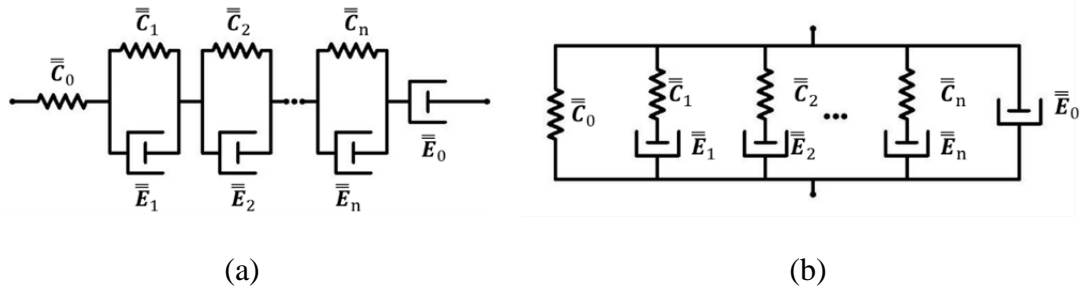 C̿₁ C̿₂ C̿ₙ
C̿₀
E̿₀
E̿₁ E̿₂ E̿ₙ
(a)
C̿₀ C̿₁ C̿₂ C̿ₙ E̿₀
E̿₁ E̿₂ E̿ₙ
(b)